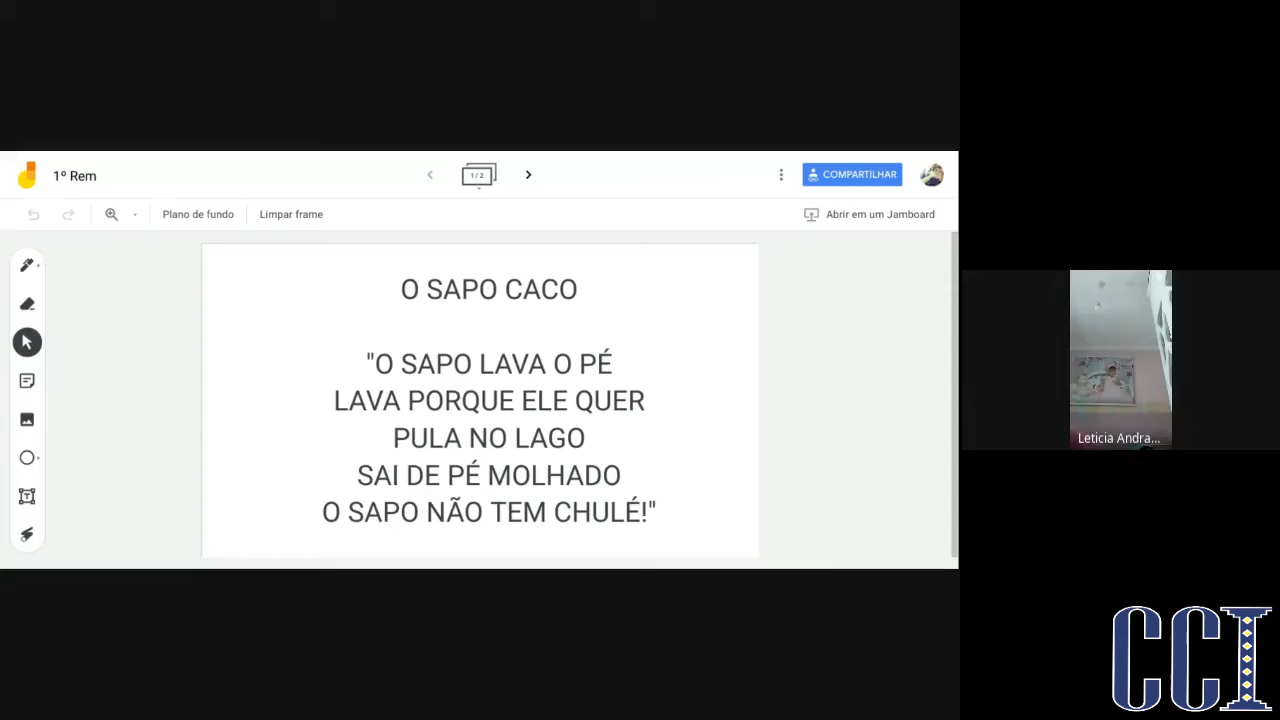 1º Rem
1 / 2
COMPARTILHAR
Plano de fundo
Limpar frame
Abrir em um Jamboard
O SAPO CACO
"O SAPO LAVA O PÉ
LAVA PORQUE ELE QUER
PULA NO LAGO
SAI DE PÉ MOLHADO
O SAPO NÃO TEM CHULÉ!"
Leticia Andra...
CCI